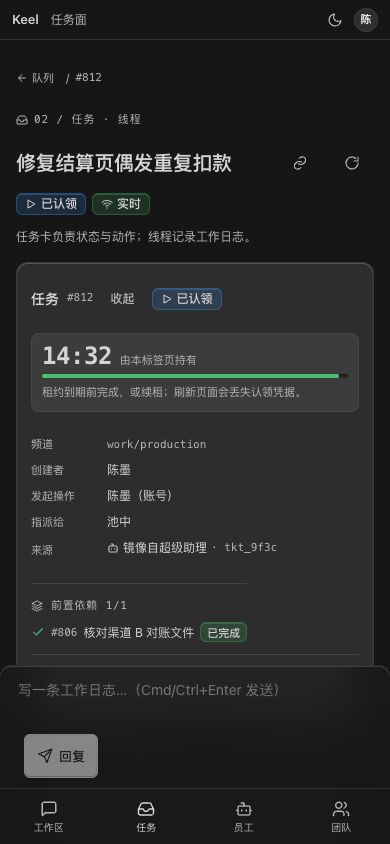 Keel 任务面 陈
← 队列 / #812
02 / 任务 · 线程
修复结算页偶发重复扣款
已认领 实时
任务卡负责状态与动作；线程记录工作日志。
任务 #812 收起 已认领
14:32 由本标签页持有
租约到期前完成，或续租；刷新页面会丢失认领凭据。
频道 work/production
创建者 陈墨
发起操作 陈墨（账号）
指派给 池中
来源 镜像自超级助理 · tkt_9f3c
前置依赖 1/1
#806 核对渠道 B 对账文件 已完成
写一条工作日志…（Cmd/Ctrl+Enter 发送）
回复
工作区 任务 员工 团队